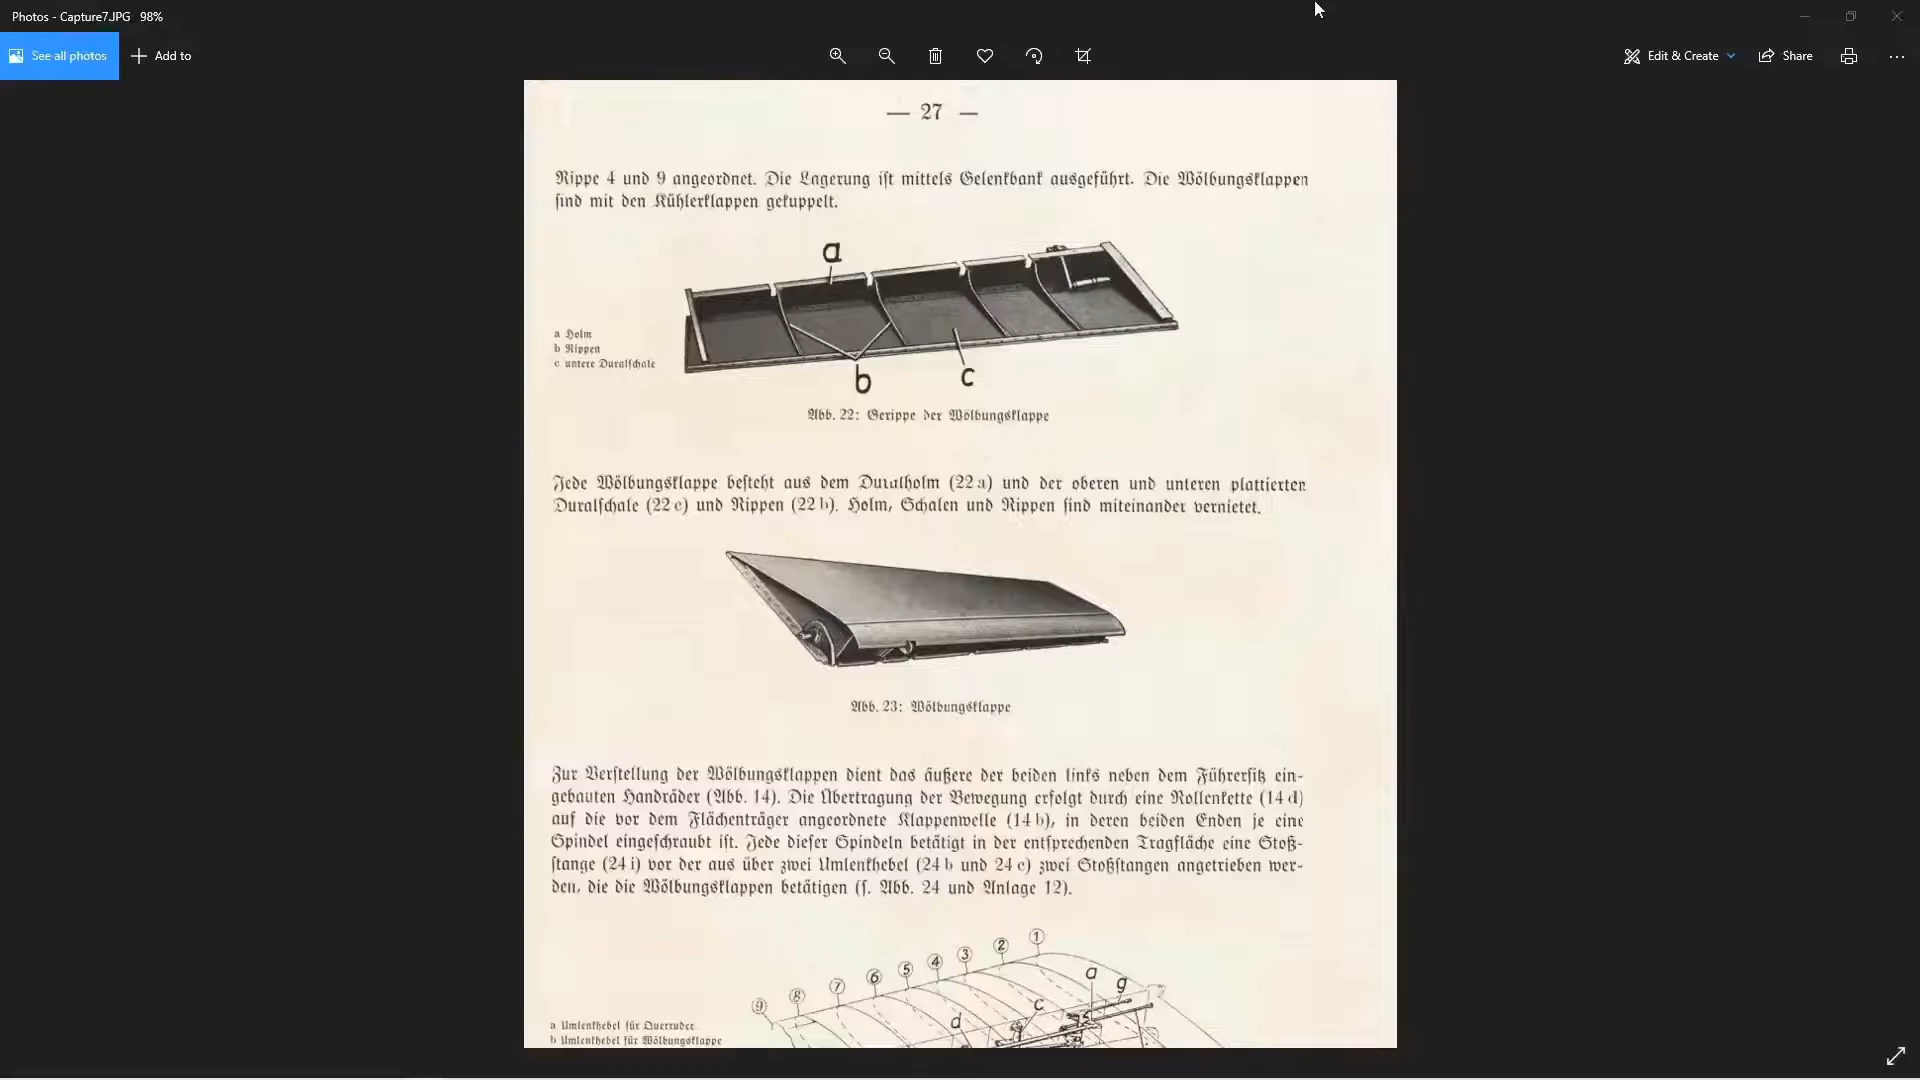 Photos - Capture7.JPG 98%
See all photos
Add to
Edit & Create
Share
— 27 —
Rippe 4 und 9 angeordnet. Die Lagerung ist mittels Gelenkbank ausgeführt. Die Wölbungsklappen
sind mit den Kühlerklappen gekuppelt.
a
a Holm
b Rippen
c untere Duralschale
b
c
Abb. 22: Gerippe der Wölbungsklappe
Jede Wölbungsklappe besteht aus dem Duralholm (22 a) und der oberen und unteren plattierten
Duralschale (22 c) und Rippen (22 b). Holm, Schalen und Rippen sind miteinander vernietet.
Abb. 23: Wölbungsklappe
Zur Verstellung der Wölbungsklappen dient das äußere der beiden links neben dem Führersitz ein-
gebauten Handräder (Abb. 14). Die Übertragung der Bewegung erfolgt durch eine Rollenkette (14 d)
auf die vor dem Flächenträger angeordnete Klappenwelle (14 b), in deren beiden Enden je eine
Spindel eingeschraubt ist. Jede dieser Spindeln betätigt in der entsprechenden Tragfläche eine Stoß-
stange (24 i) vor der aus über zwei Umlenkhebel (24 b und 24 c) zwei Stoßstangen angetrieben wer-
den, die die Wölbungsklappen betätigen (s. Abb. 24 und Anlage 12).
9 8 7 6 5 4 3 2 1
a
g
c
d
a Umlenkhebel für Querruder
b Umlenkhebel für Wölbungsklappe